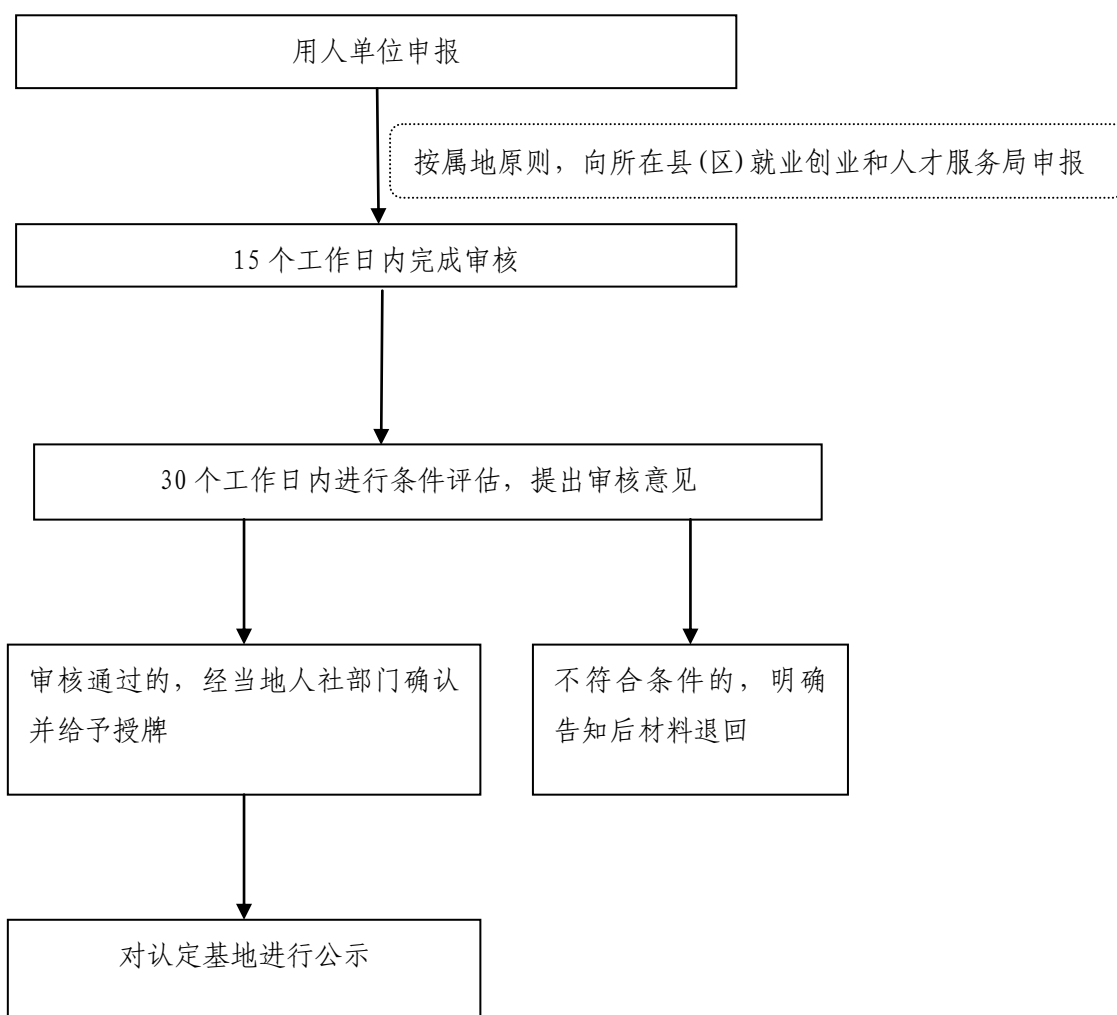 用人单位申报
按属地原则，向所在县(区)就业创业和人才服务局申报
15个工作日内完成审核
30个工作日内进行条件评估，提出审核意见
审核通过的，经当地人社部门确认
并给予授牌
不符合条件的，明确
告知后材料退回
对认定基地进行公示